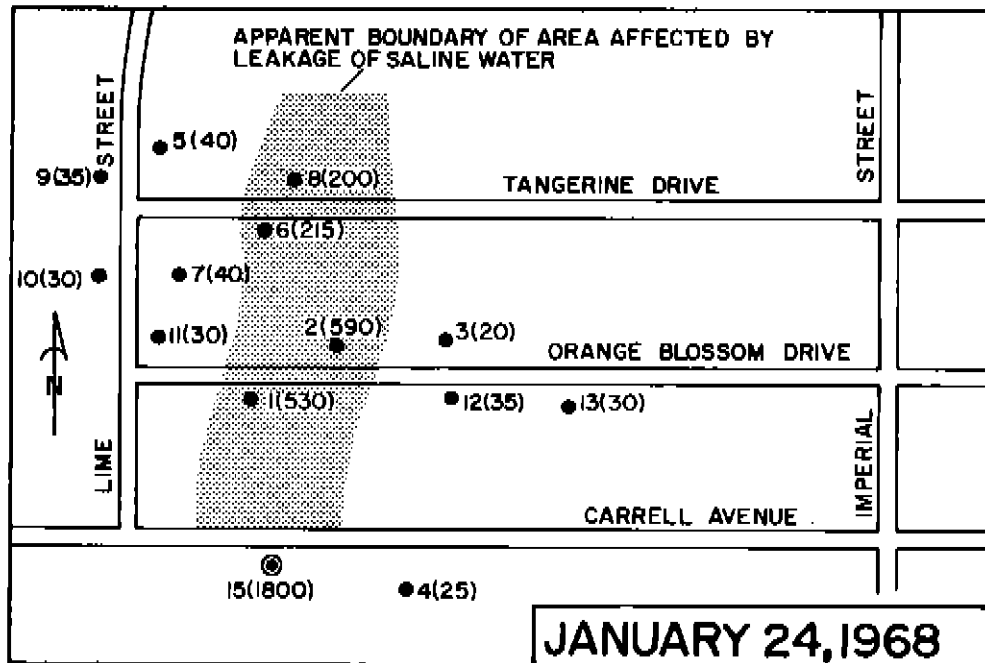 APPARENT BOUNDARY OF AREA AFFECTED BY
LEAKAGE OF SALINE WATER
STREET
STREET
5(40)
9(35)
8(200)
TANGERINE DRIVE
6(215)
10(30)
7(40)
11(30)
2(590)
3(20)
ORANGE BLOSSOM DRIVE
N
1(530)
12(35)
13(30)
LIME
IMPERIAL
CARRELL AVENUE
15(1800)
4(25)
JANUARY 24, 1968